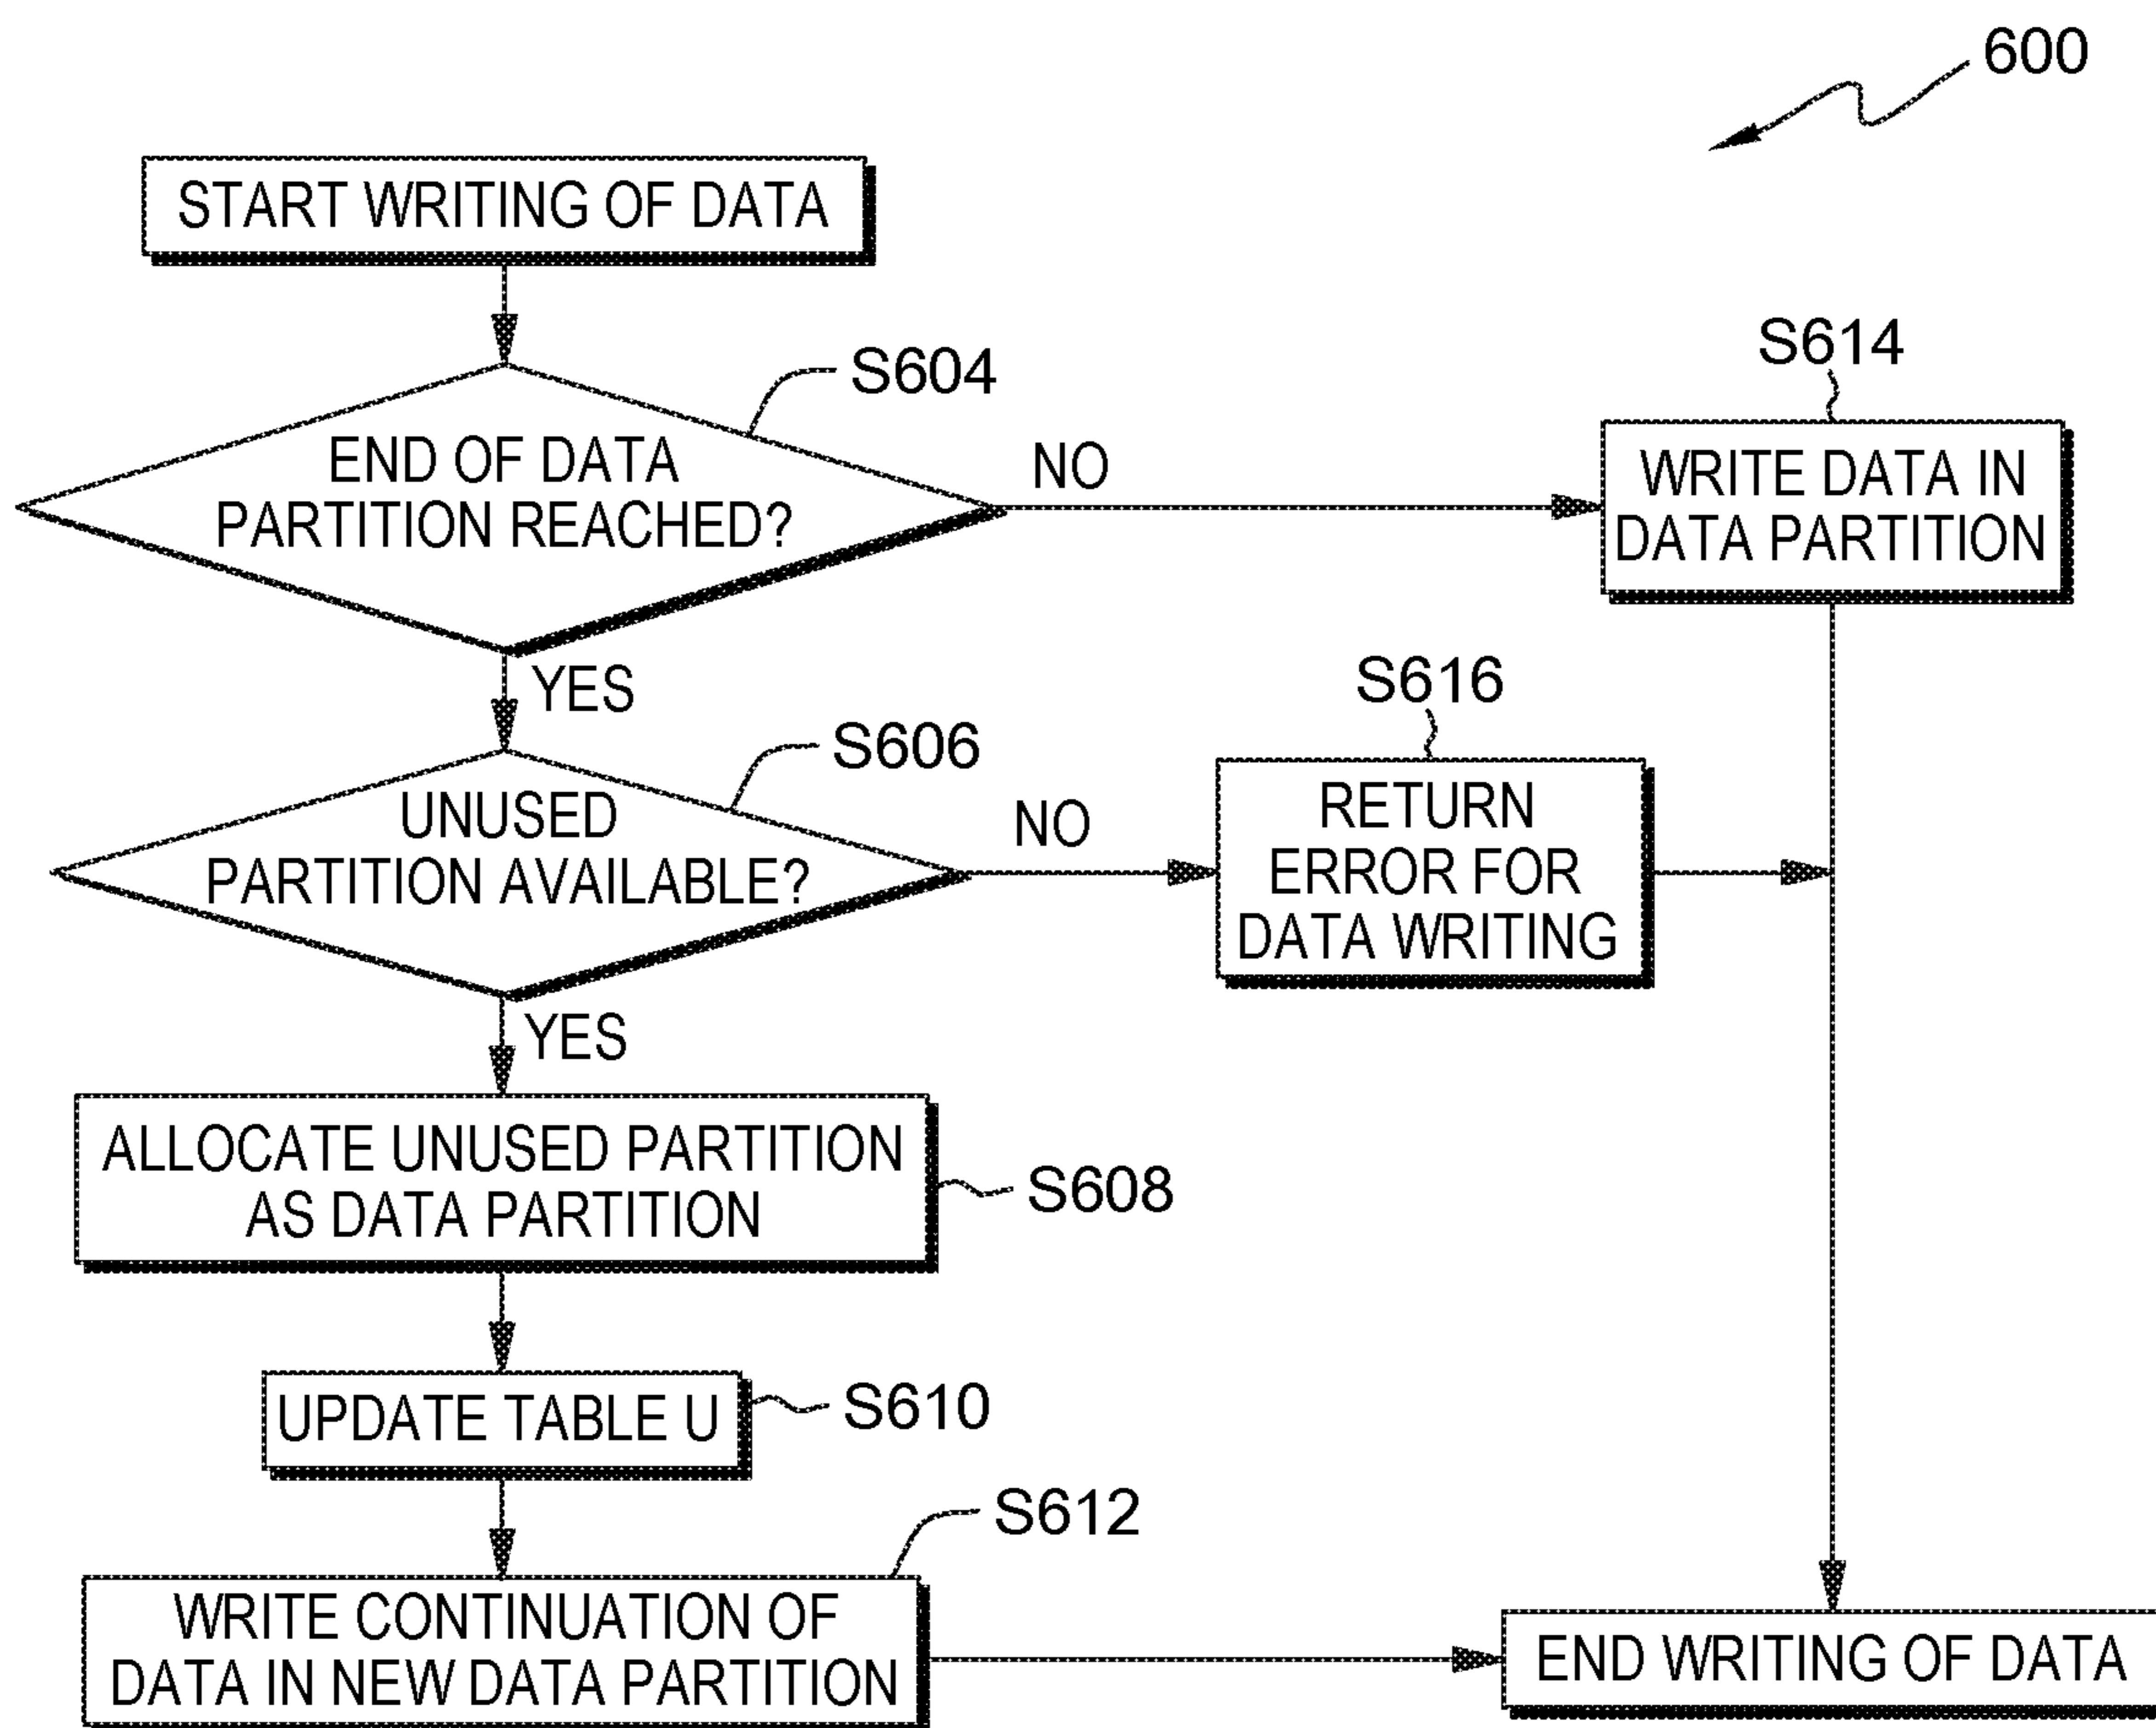 600
START WRITING OF DATA
S604
END OF DATA
PARTITION REACHED?
NO
S614
WRITE DATA IN
DATA PARTITION
YES
S606
UNUSED
PARTITION AVAILABLE?
NO
S616
RETURN
ERROR FOR
DATA WRITING
YES
ALLOCATE UNUSED PARTITION
AS DATA PARTITION
S608
UPDATE TABLE U
S610
S612
WRITE CONTINUATION OF
DATA IN NEW DATA PARTITION
END WRITING OF DATA